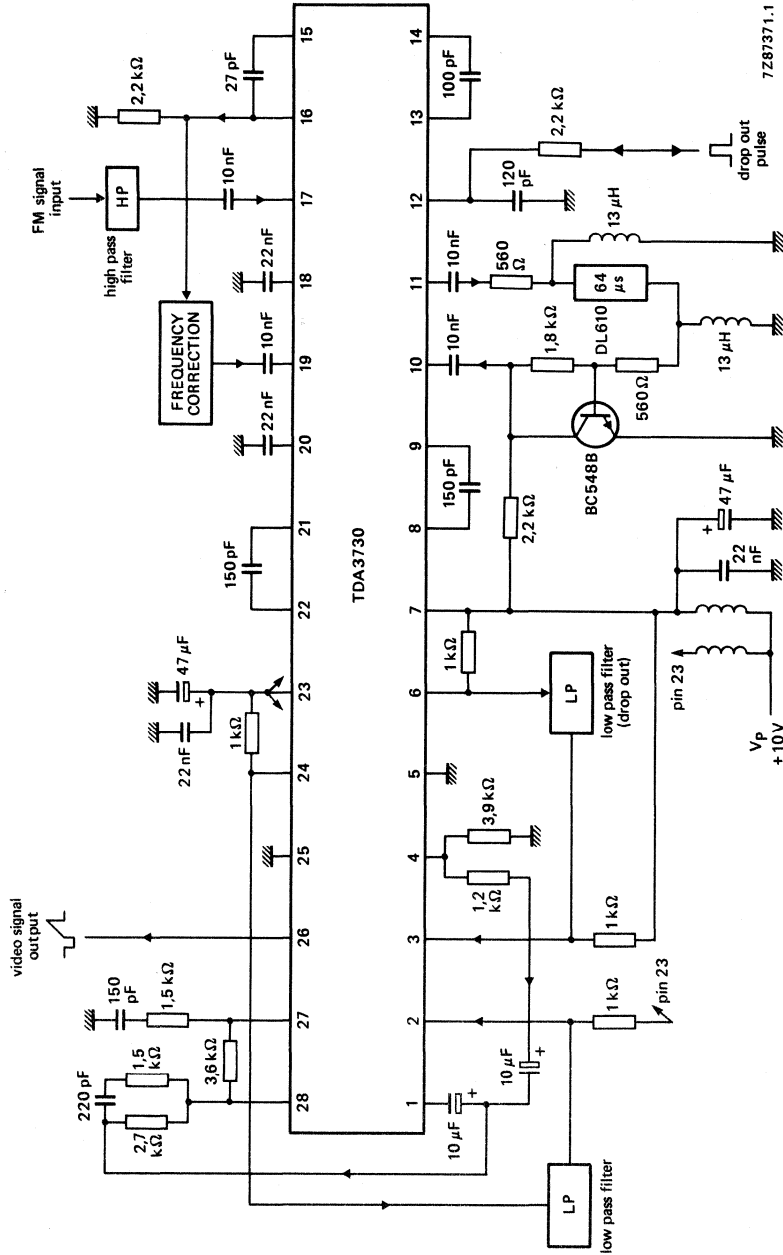 video signal
output
FM signal
input
HP
high pass
filter
220 pF
1,5
kΩ
2,7
kΩ
150
pF
1,5 kΩ
3,6 kΩ
22 nF
47 μF
+
1 kΩ
150 pF
FREQUENCY
CORRECTION
22 nF
10 nF
22 nF
10 nF
2,2 kΩ
27 pF
28
27
26
25
24
23
22
21
20
19
18
17
16
15
TDA3730
1
2
3
4
5
6
7
8
9
10
11
12
13
14
10 μF
+
10 μF
+
LP
low pass filter
1 kΩ
pin 23
1 kΩ
1,2
kΩ
3,9 kΩ
LP
low pass filter
(drop out)
1 kΩ
2,2 kΩ
150 pF
10 nF
1,8 kΩ
560 Ω
BC548B
DL610
64
μs
10 nF
560
Ω
13 μH
13 μH
120
pF
2,2 kΩ
drop out
pulse
100 pF
pin 23
VP
+10 V
22
nF
+
47 μF
7Z87371.1